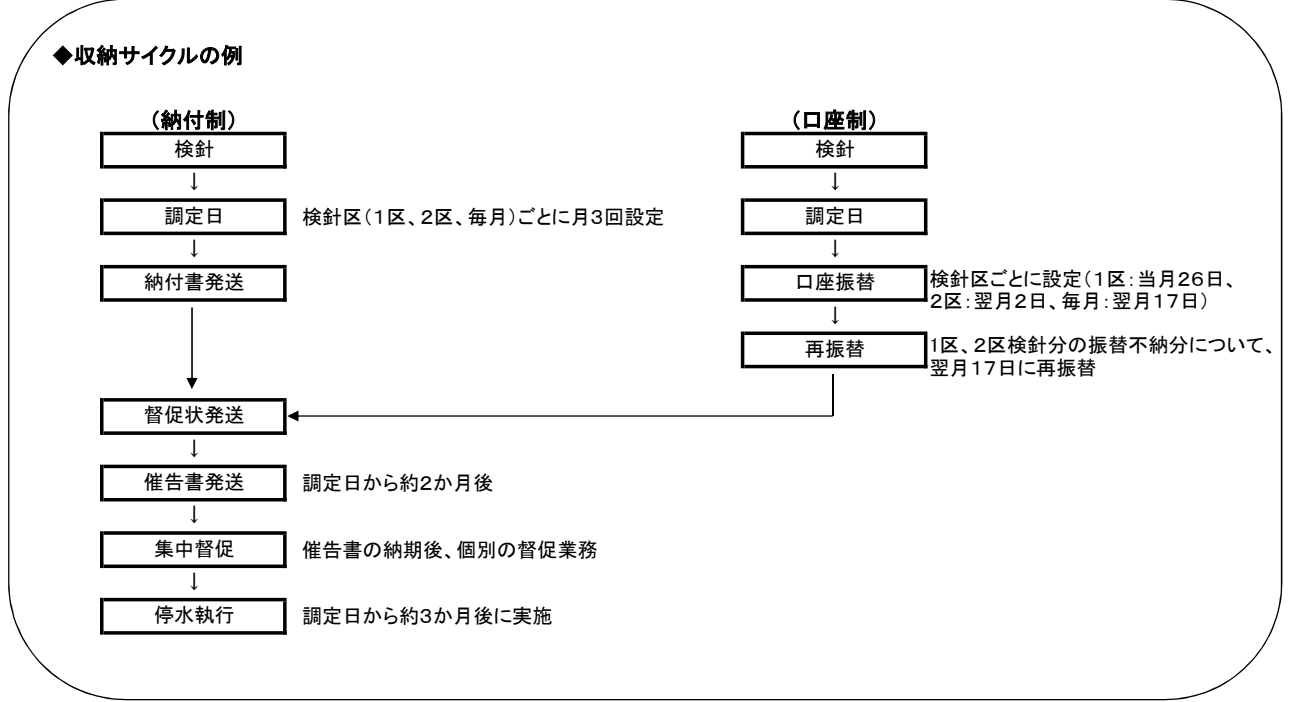 ◆収納サイクルの例
（納付制）
検針
↓
調定日
検針区（１区、２区、毎月）ごとに月３回設定
↓
納付書発送
（口座制）
検針
↓
調定日
↓
口座振替
検針区ごとに設定（１区：当月２６日、
２区：翌月２日、毎月：翌月１７日）
↓
再振替
1区、２区検針分の振替不納分について、
翌月１７日に再振替
督促状発送
↓
催告書発送
調定日から約２か月後
↓
集中督促
催告書の納期後、個別の督促業務
↓
停水執行
調定日から約３か月後に実施